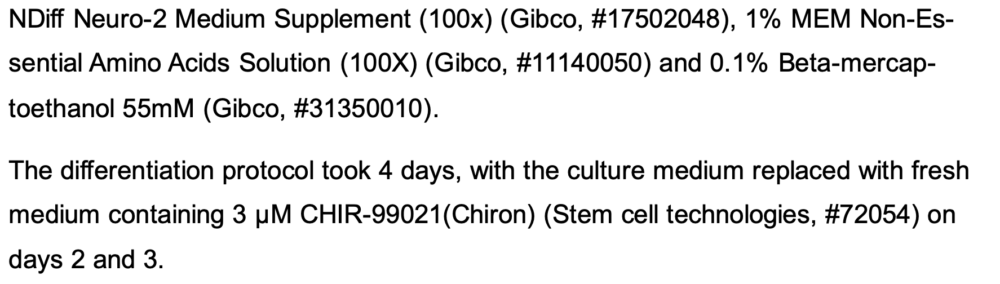 NDiff Neuro-2 Medium Supplement (100x) (Gibco, #17502048), 1% MEM Non-Es-
sential Amino Acids Solution (100X) (Gibco, #11140050) and 0.1% Beta-mercap-
toethanol 55mM (Gibco, #31350010).
The differentiation protocol took 4 days, with the culture medium replaced with fresh
medium containing 3 µM CHIR-99021(Chiron) (Stem cell technologies, #72054) on
days 2 and 3.